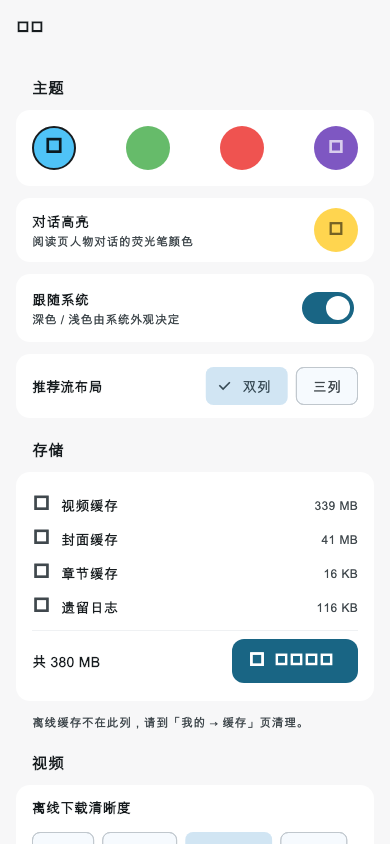 主题
对话高亮
阅读页人物对话的荧光笔颜色
跟随系统
深色 / 浅色由系统外观决定
推荐流布局
双列
三列
存储
视频缓存 339 MB
封面缓存 41 MB
章节缓存 16 KB
遗留日志 116 KB
共 380 MB
离线缓存不在此列，请到「我的 → 缓存」页清理。
视频
离线下载清晰度